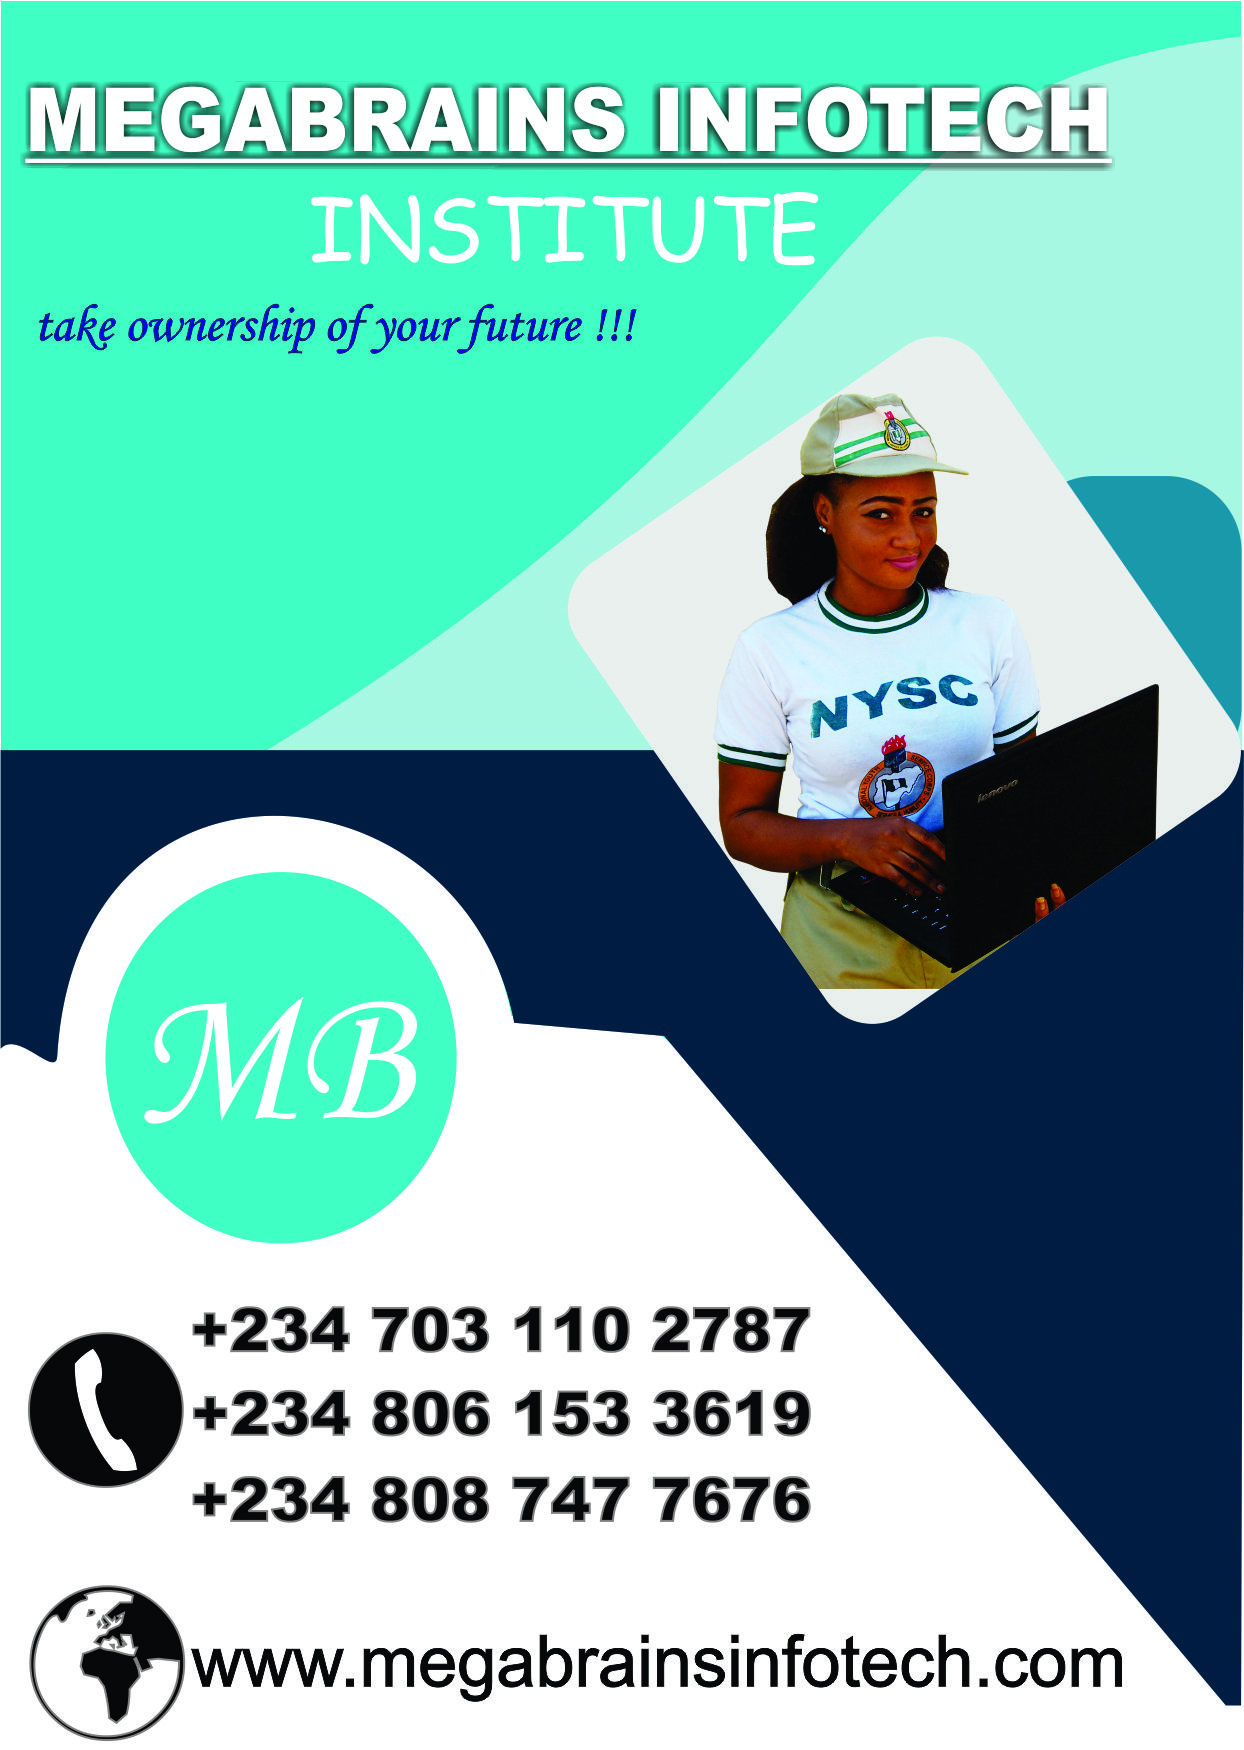 MEGABRAINS INFOTECH
INSTITUTE
take ownership of your future !!!
NYSC
lenovo
MB
+234 703 110 2787
+234 806 153 3619
+234 808 747 7676
www.megabrainsinfotech.com